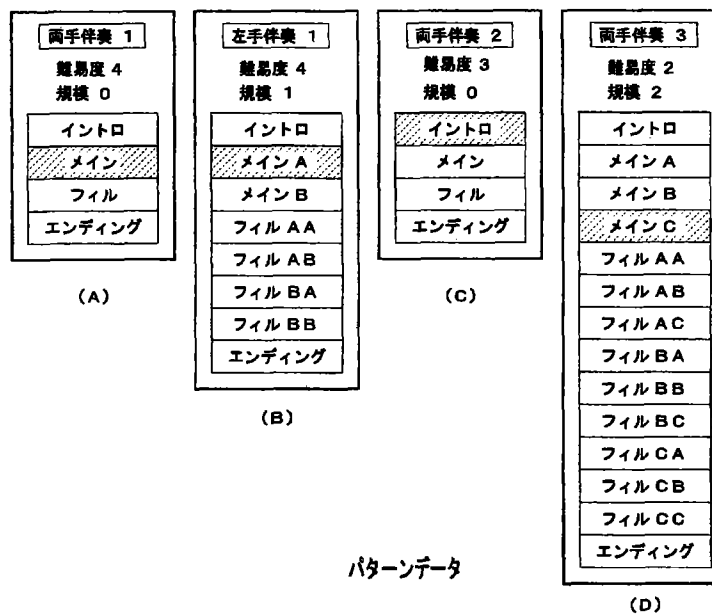 両手伴奏 1
難易度 4
規模 0
イントロ
メイン
フィル
エンディング
(A)
左手伴奏 1
難易度 4
規模 1
イントロ
メイン A
メイン B
フィル AA
フィル AB
フィル BA
フィル BB
エンディング
(B)
両手伴奏 2
難易度 3
規模 0
イントロ
メイン
フィル
エンディング
(C)
両手伴奏 3
難易度 2
規模 2
イントロ
メイン A
メイン B
メイン C
フィル AA
フィル AB
フィル AC
フィル BA
フィル BB
フィル BC
フィル CA
フィル CB
フィル CC
エンディング
(D)
パターンデータ